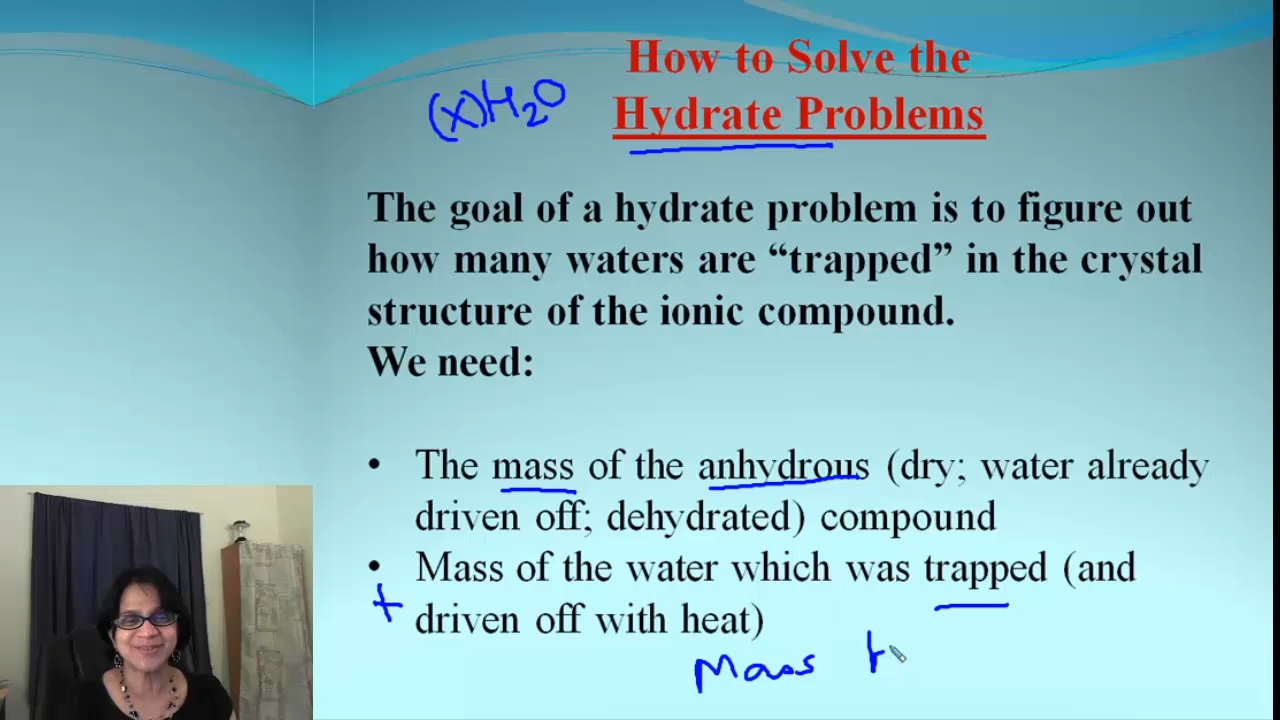 How to Solve the
(x)H₂O
Hydrate Problems
The goal of a hydrate problem is to figure out
how many waters are “trapped” in the crystal
structure of the ionic compound.
We need:
• The mass of the anhydrous (dry; water already
driven off; dehydrated) compound
• Mass of the water which was trapped (and
+ driven off with heat)
Mass